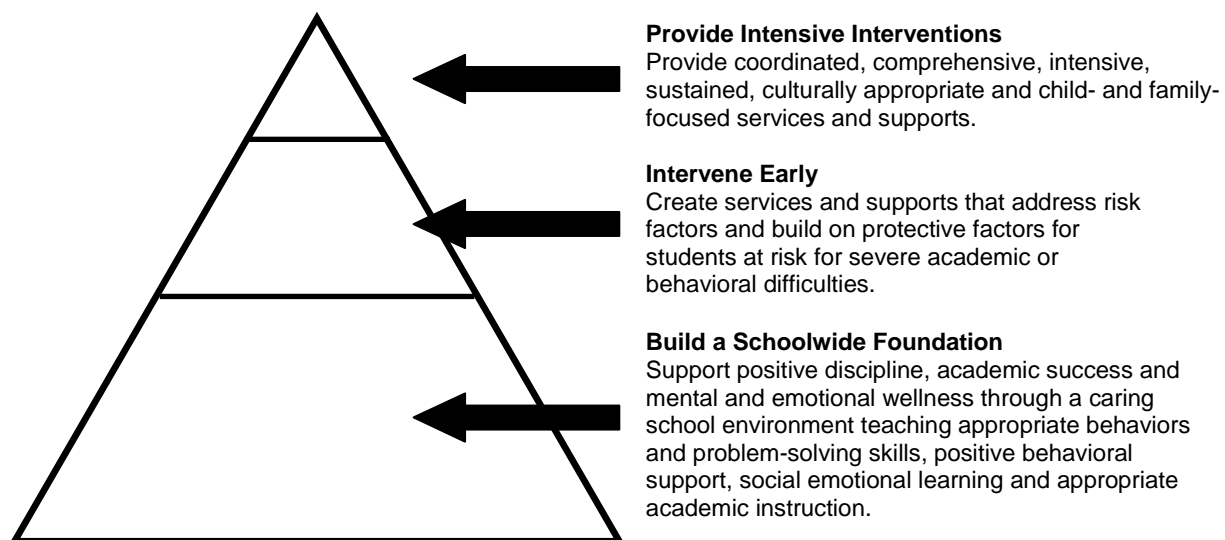 Provide Intensive Interventions
Provide coordinated, comprehensive, intensive,
sustained, culturally appropriate and child- and family-
focused services and supports.
Intervene Early
Create services and supports that address risk
factors and build on protective factors for
students at risk for severe academic or
behavioral difficulties.
Build a Schoolwide Foundation
Support positive discipline, academic success and
mental and emotional wellness through a caring
school environment teaching appropriate behaviors
and problem-solving skills, positive behavioral
support, social emotional learning and appropriate
academic instruction.